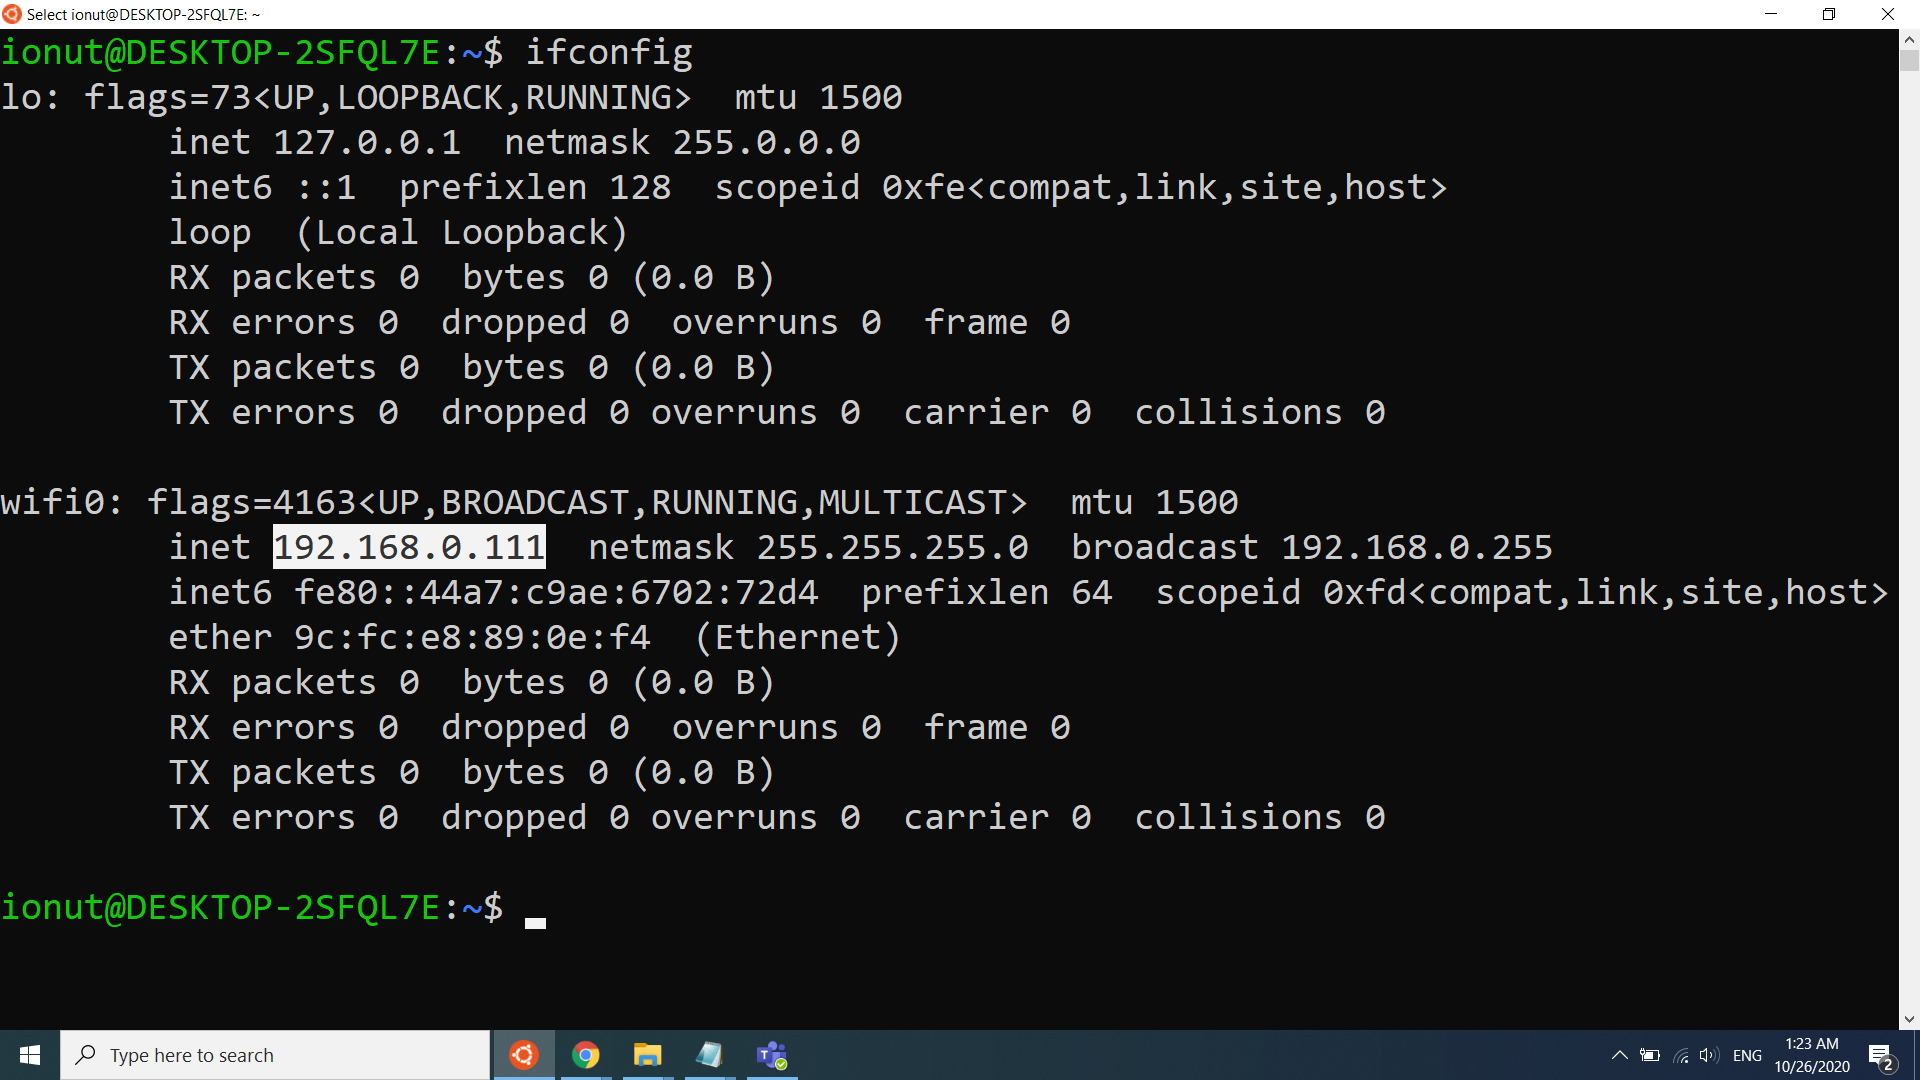 Select ionut@DESKTOP-2SFQL7E: ~
ionut@DESKTOP-2SFQL7E:~$ ifconfig
lo: flags=73<UP,LOOPBACK,RUNNING>  mtu 1500
        inet 127.0.0.1  netmask 255.0.0.0
        inet6 ::1  prefixlen 128  scopeid 0xfe<compat,link,site,host>
        loop  (Local Loopback)
        RX packets 0  bytes 0 (0.0 B)
        RX errors 0  dropped 0  overruns 0  frame 0
        TX packets 0  bytes 0 (0.0 B)
        TX errors 0  dropped 0 overruns 0  carrier 0  collisions 0

wifi0: flags=4163<UP,BROADCAST,RUNNING,MULTICAST>  mtu 1500
        inet 192.168.0.111  netmask 255.255.255.0  broadcast 192.168.0.255
        inet6 fe80::44a7:c9ae:6702:72d4  prefixlen 64  scopeid 0xfd<compat,link,site,host>
        ether 9c:fc:e8:89:0e:f4  (Ethernet)
        RX packets 0  bytes 0 (0.0 B)
        RX errors 0  dropped 0  overruns 0  frame 0
        TX packets 0  bytes 0 (0.0 B)
        TX errors 0  dropped 0 overruns 0  carrier 0  collisions 0

ionut@DESKTOP-2SFQL7E:~$
Type here to search
T
ENG
1:23 AM
10/26/2020
2